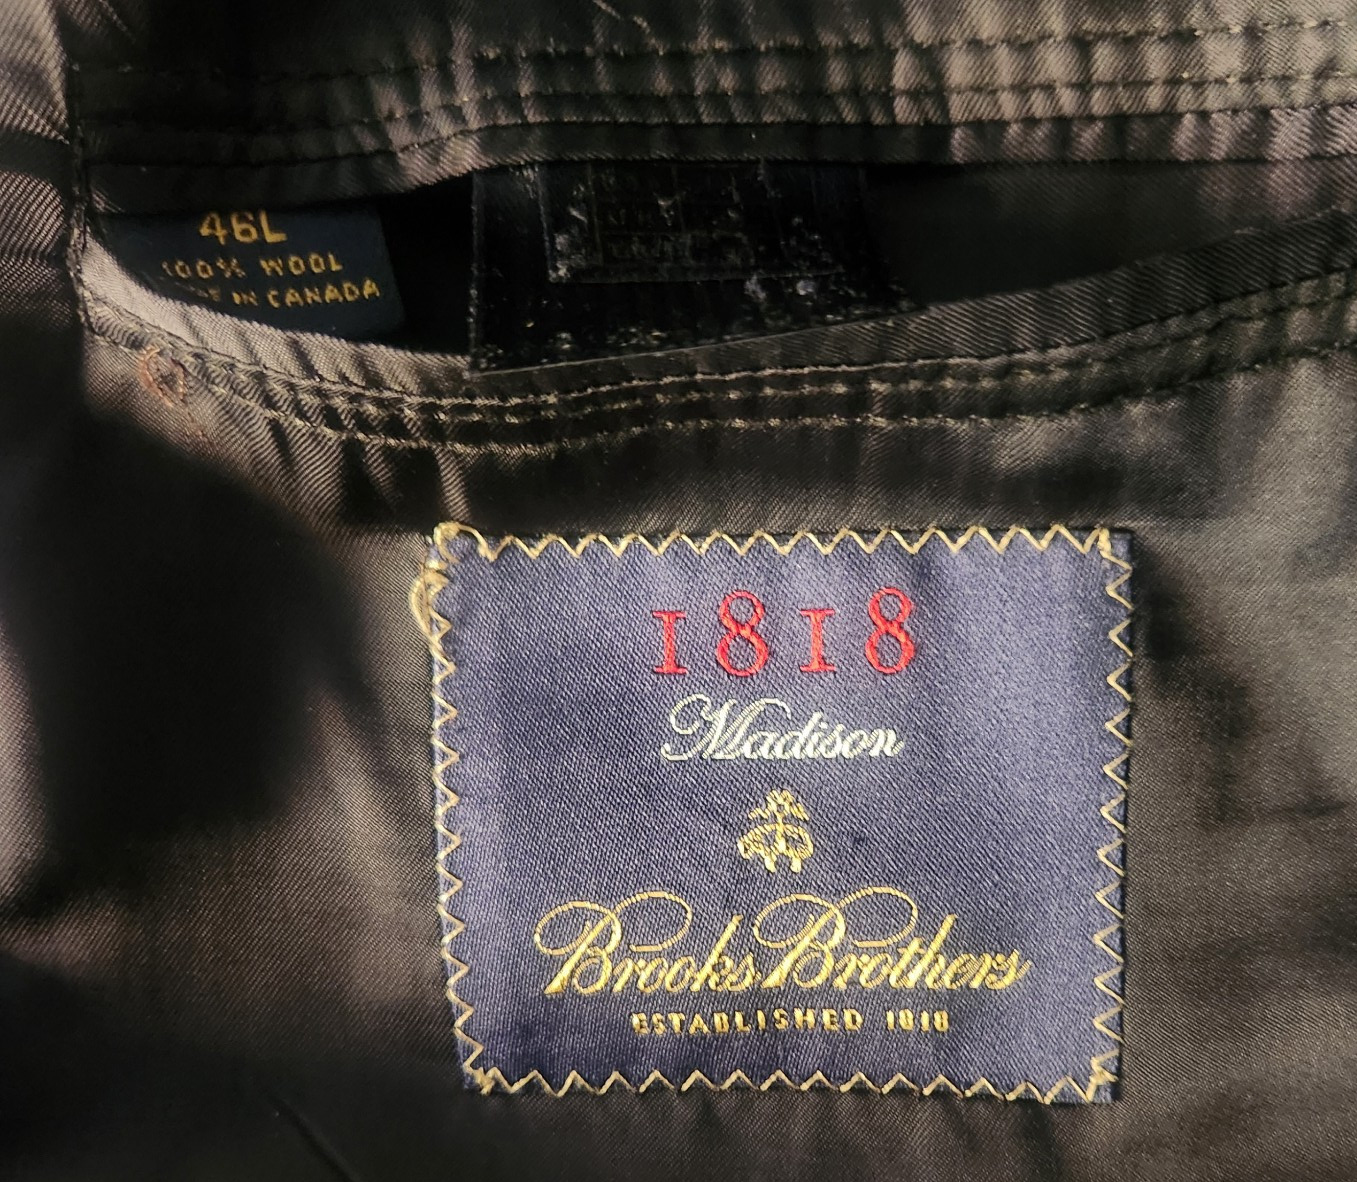 46L
100% WOOL
IN CANADA
1818
Madison
Brooks Brothers
ESTABLISHED 1818